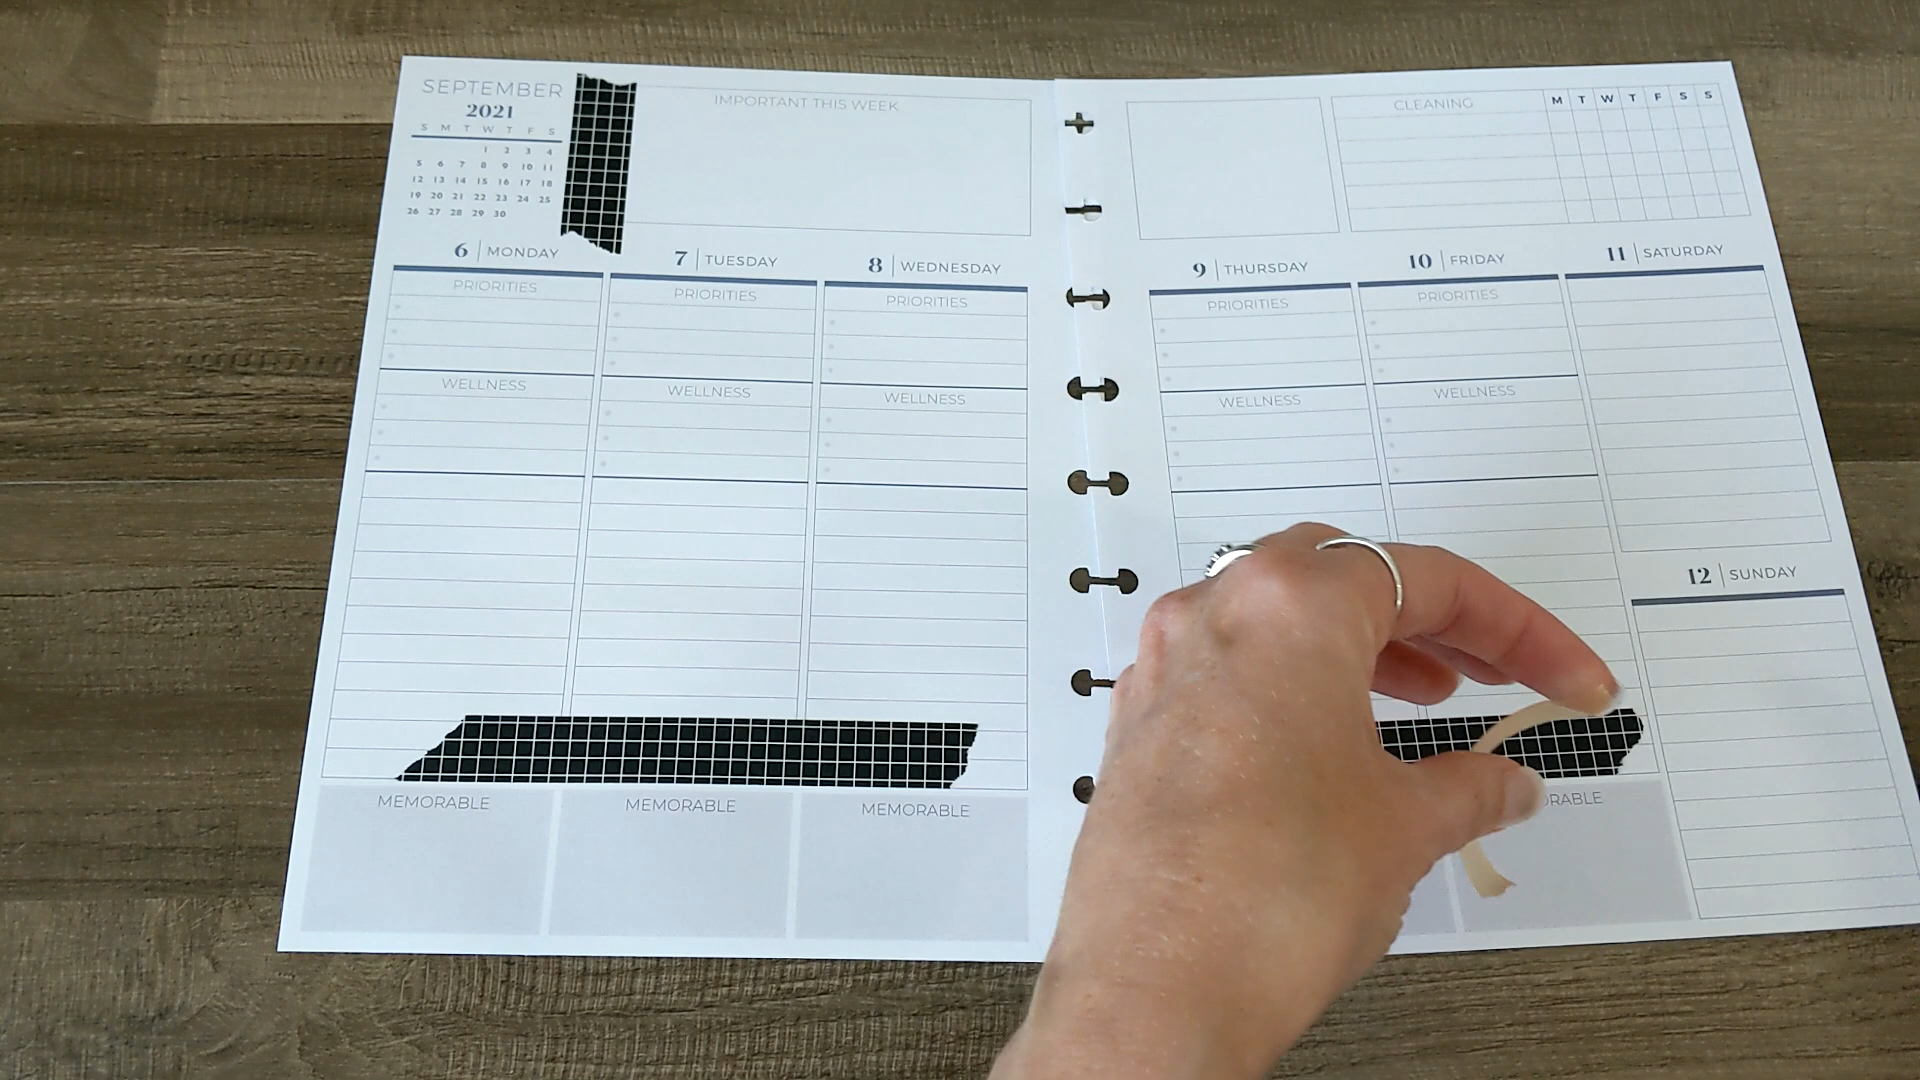 SEPTEMBER
2021
S M T W T F S
1 2 3 4
5 6 7 8 9 10 11
12 13 14 15 16 17 18
19 20 21 22 23 24 25
26 27 28 29 30
IMPORTANT THIS WEEK
CLEANING M T W T F S S
6 | MONDAY
7 | TUESDAY
8 | WEDNESDAY
9 | THURSDAY
10 | FRIDAY
11 | SATURDAY
PRIORITIES
PRIORITIES
PRIORITIES
PRIORITIES
PRIORITIES
WELLNESS
WELLNESS
WELLNESS
WELLNESS
WELLNESS
12 | SUNDAY
MEMORABLE
MEMORABLE
MEMORABLE
ORABLE